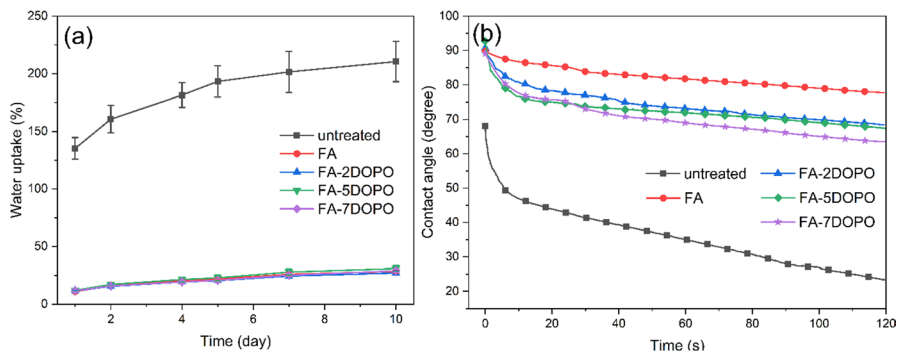 (a)
250
200
150
100
50
0
Water uptake (%)
untreated
FA
FA-2DOPO
FA-5DOPO
FA-7DOPO
2
4
6
8
10
Time (day)
(b)
100
90
80
70
60
50
40
30
20
Contact angle (degree)
untreated
FA
FA-2DOPO
FA-5DOPO
FA-7DOPO
0
20
40
60
80
100
120
Time (s)